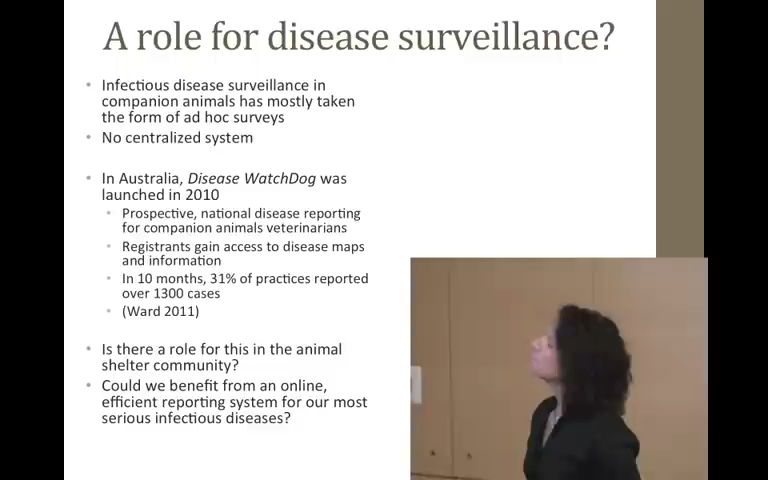 A role for disease surveillance?
Infectious disease surveillance in
companion animals has mostly taken
the form of ad hoc surveys
No centralized system
In Australia, Disease WatchDog was
launched in 2010
Prospective, national disease reporting
for companion animals veterinarians
Registrants gain access to disease maps
and information
In 10 months, 31% of practices reported
over 1300 cases
(Ward 2011)
Is there a role for this in the animal
shelter community?
Could we benefit from an online,
efficient reporting system for our most
serious infectious diseases?